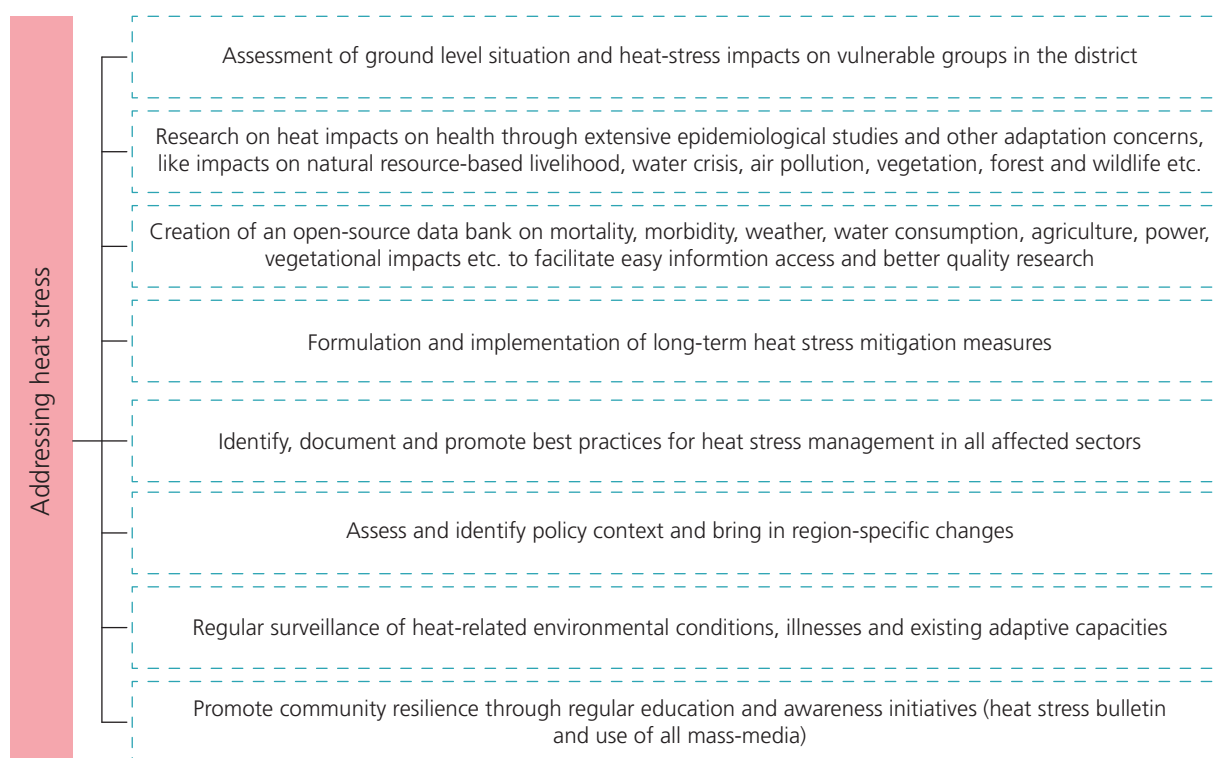 Addressing heat stress
Assessment of ground level situation and heat-stress impacts on vulnerable groups in the district
Research on heat impacts on health through extensive epidemiological studies and other adaptation concerns,
like impacts on natural resource-based livelihood, water crisis, air pollution, vegetation, forest and wildlife etc.
Creation of an open-source data bank on mortality, morbidity, weather, water consumption, agriculture, power,
vegetational impacts etc. to facilitate easy informtion access and better quality research
Formulation and implementation of long-term heat stress mitigation measures
Identify, document and promote best practices for heat stress management in all affected sectors
Assess and identify policy context and bring in region-specific changes
Regular surveillance of heat-related environmental conditions, illnesses and existing adaptive capacities
Promote community resilience through regular education and awareness initiatives (heat stress bulletin
and use of all mass-media)